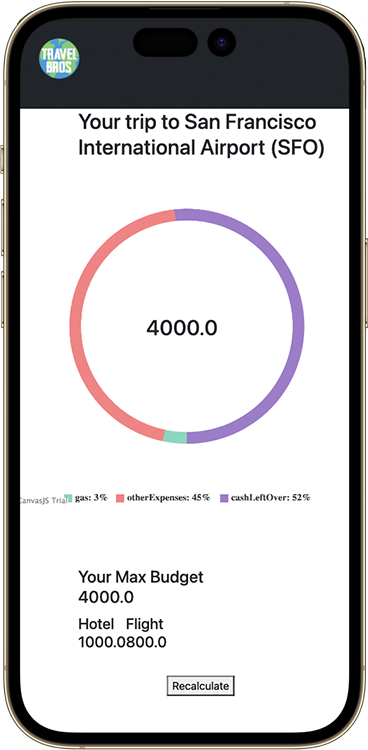 TRAVEL
BROS
Your trip to San Francisco
International Airport (SFO)
4000.0
CanvasJS Trial gas: 3% otherExpenses: 45% cashLeftOver: 52%
Your Max Budget
4000.0
Hotel Flight
1000.0800.0
Recalculate